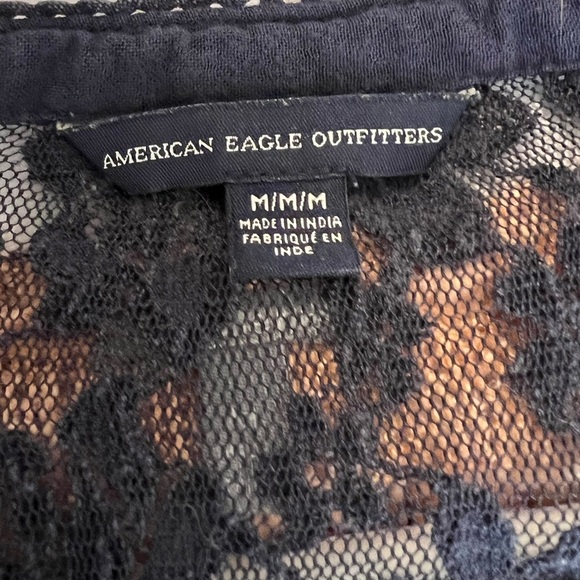 AMERICAN EAGLE OUTFITTERS
M/M/M
MADE IN INDIA
FABRIQUÉ EN
INDE